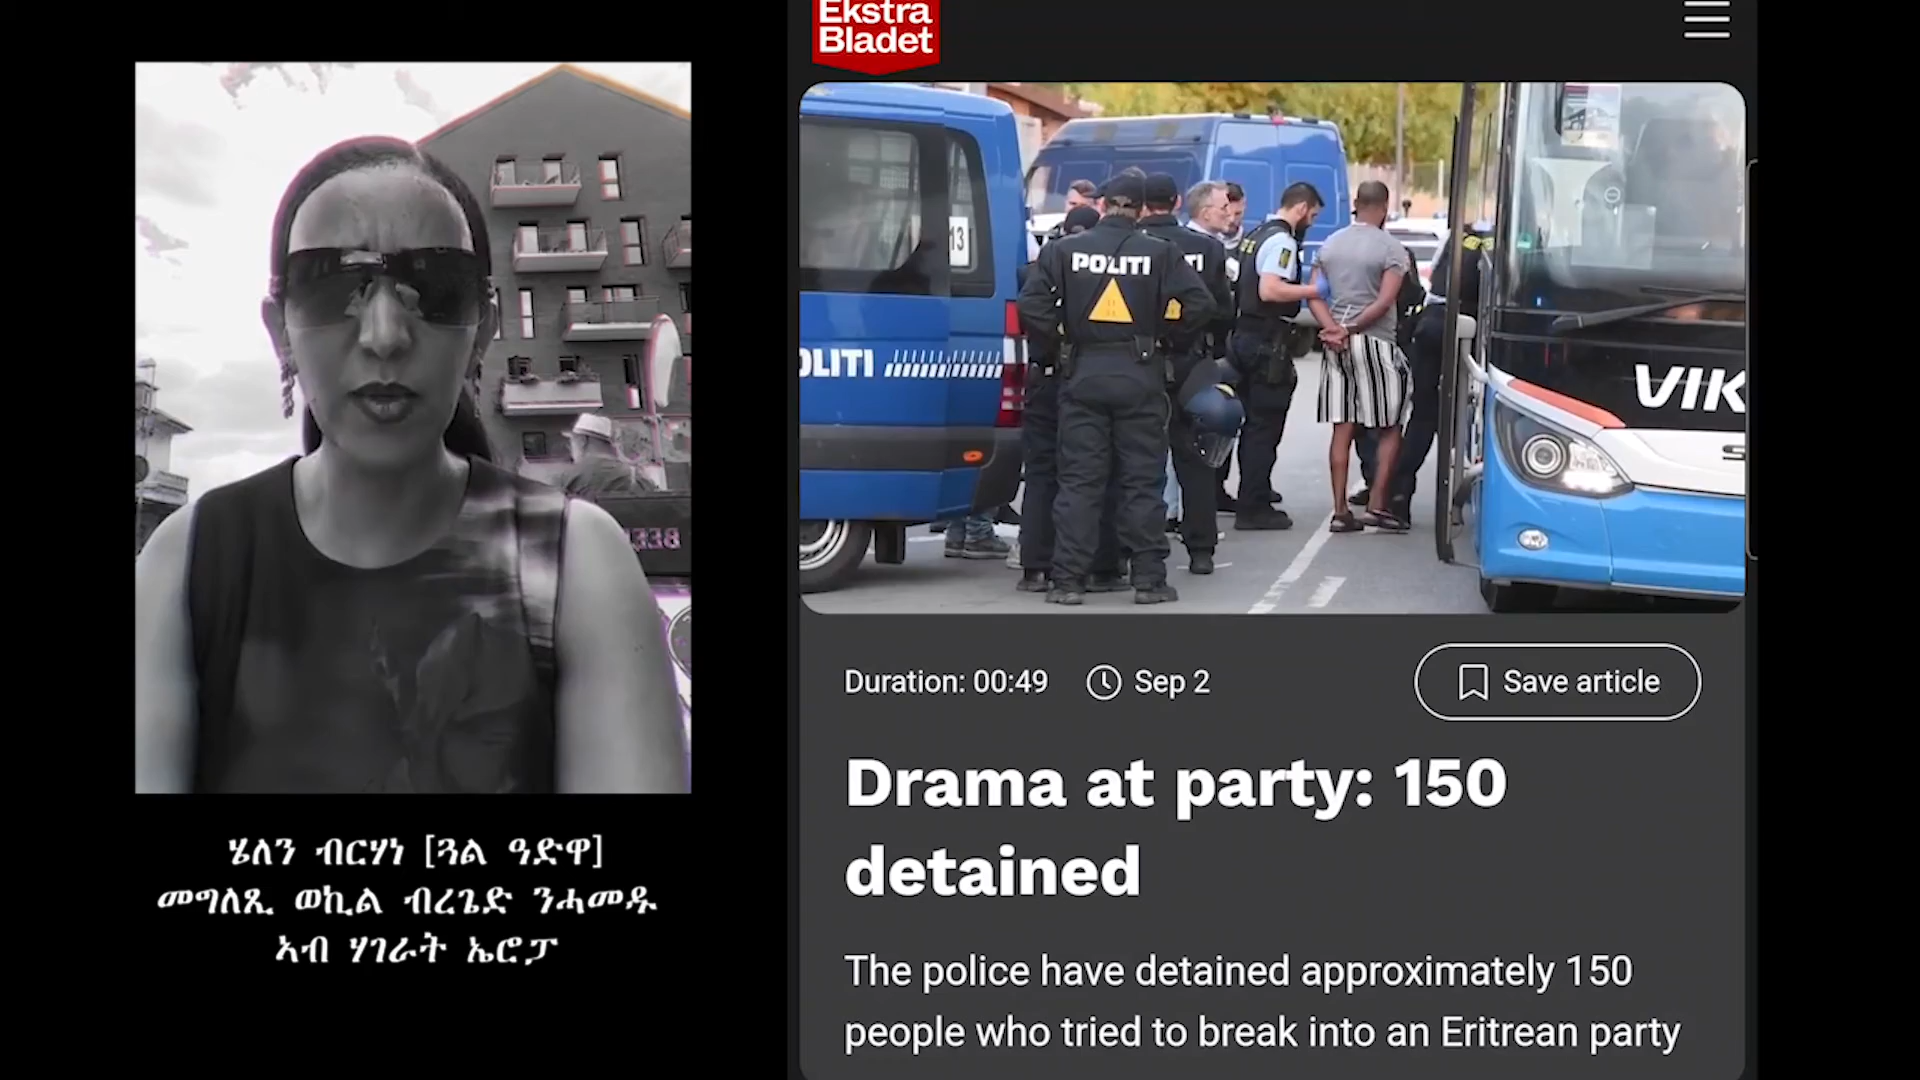 ሄለን ብርሃነ [ጓል ዓድዋ]
መግለጺ ወኪል ብረጌድ ንሓመዱ
ኣብ ሃገራት ኤሮፓ
Ekstra
Bladet
13
POLITI
TI
OLITI
VIK
Duration: 00:49 Sep 2 Save article
Drama at party: 150
detained
The police have detained approximately 150
people who tried to break into an Eritrean party